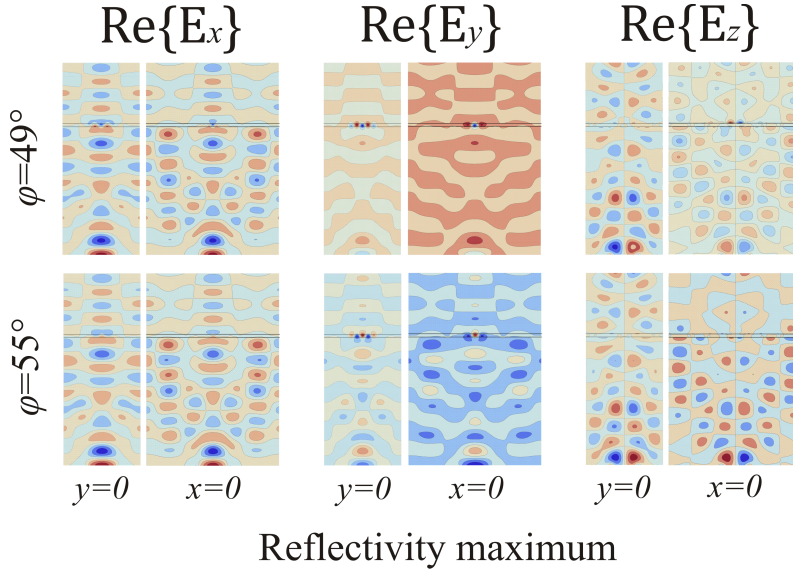 Re{Ex} Re{Ey} Re{Ez}
φ=49°
φ=55°
y=0 x=0 y=0 x=0 y=0 x=0
Reflectivity maximum